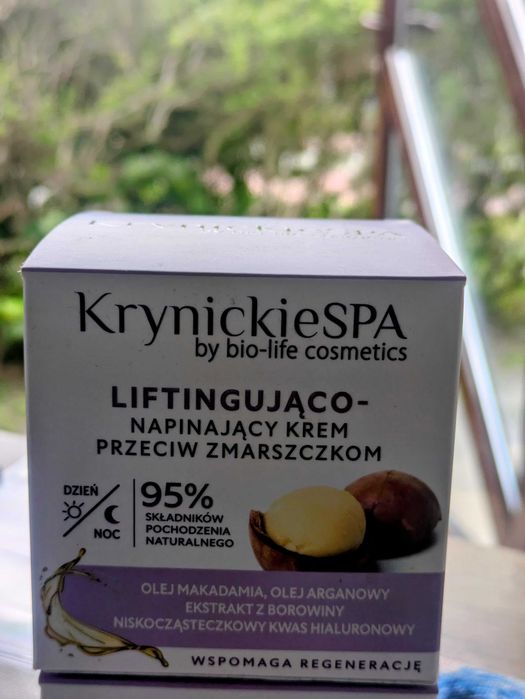 KrynickieSPA
by bio-life cosmetics
LIFTINGUJĄCO-
NAPINAJĄCY KREM
PRZECIW ZMARSZCZKOM
DZIEŃ
NOC
95%
SKŁADNIKÓW
POCHODZENIA
NATURALNEGO
OLEJ MAKADAMIA, OLEJ ARGANOWY
EKSTRAKT Z BOROWINY
NISKOCZĄSTECZKOWY KWAS HIALURONOWY
WSPOMAGA REGENERACJĘ